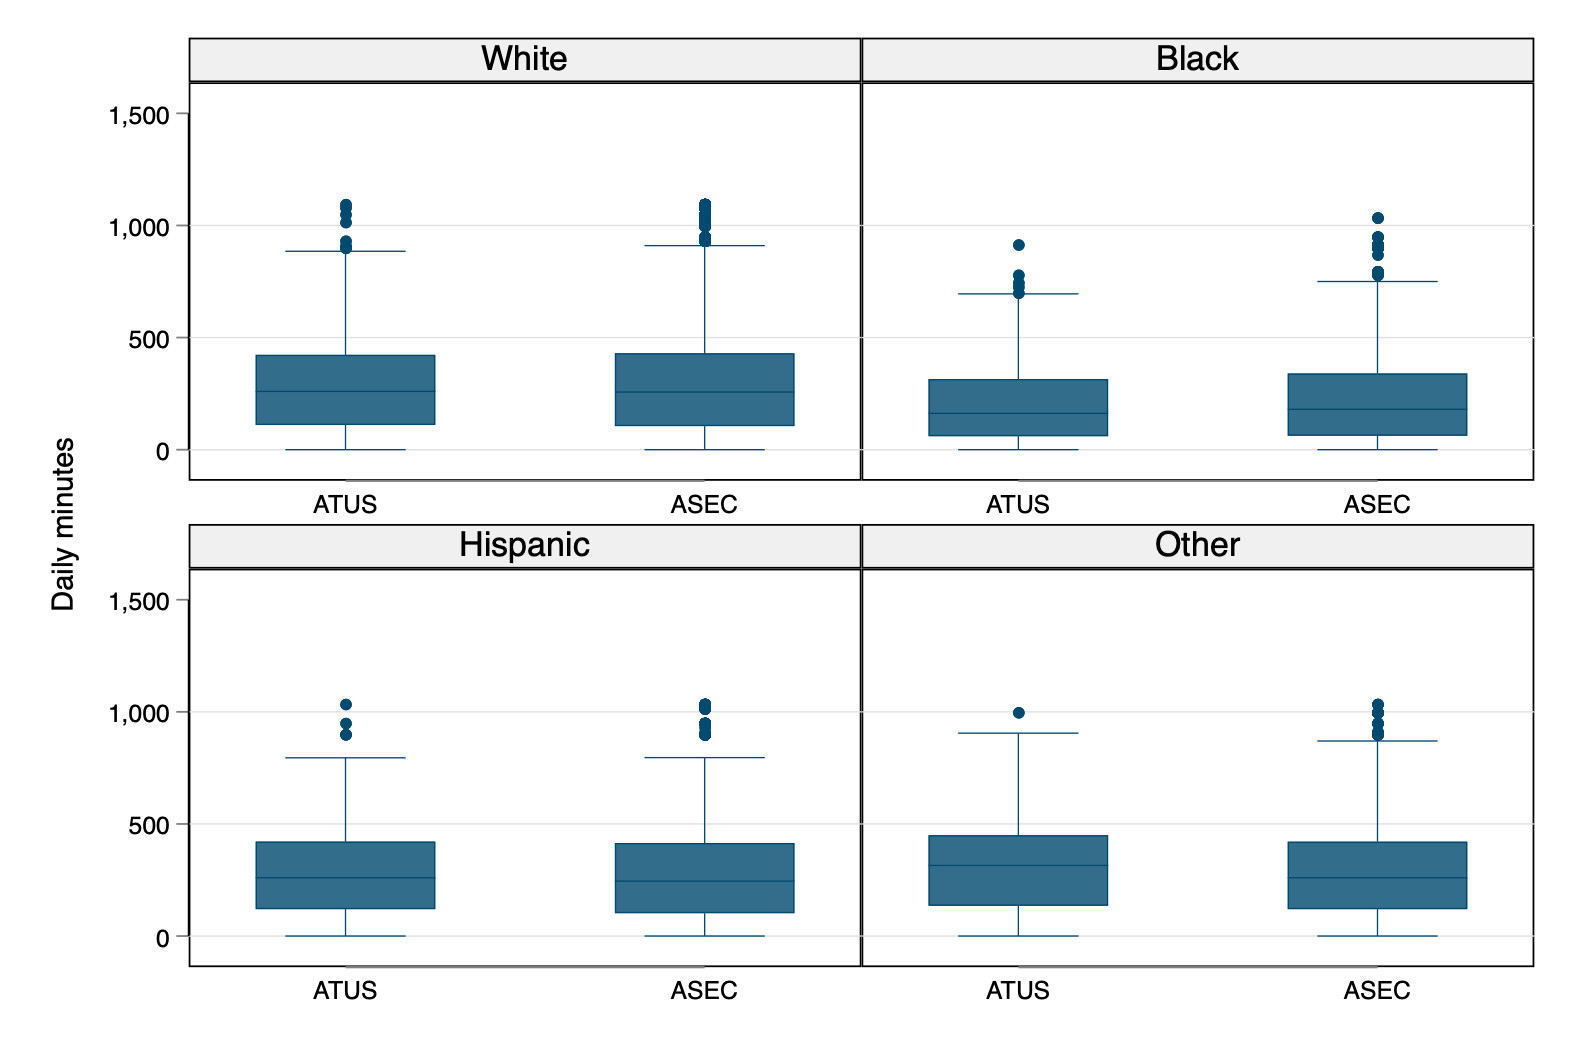 White
Black
1,500
1,000
500
0
ATUS
ASEC
ATUS
ASEC
Daily minutes
Hispanic
Other
1,500
1,000
500
0
ATUS
ASEC
ATUS
ASEC